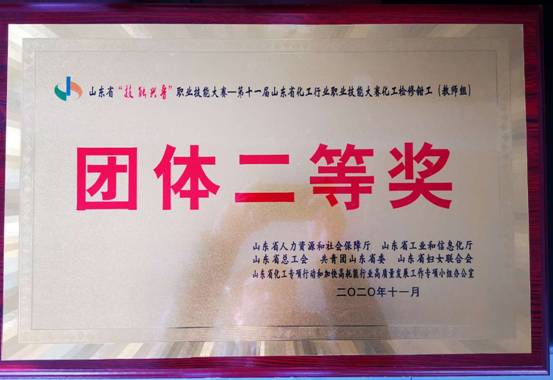 山东省“技能兴鲁”职业技能大赛—第十一届山东省化工行业职业技能大赛化工检修钳工（教师组）
团体二等奖
山东省人力资源和社会保障厅 山东省工业和信息化厅
山东省总工会 共青团山东省委 山东省妇女联合会
山东省化工专项行动和加快高耗能行业高质量发展工作专项小组办公室
二〇二〇年十一月